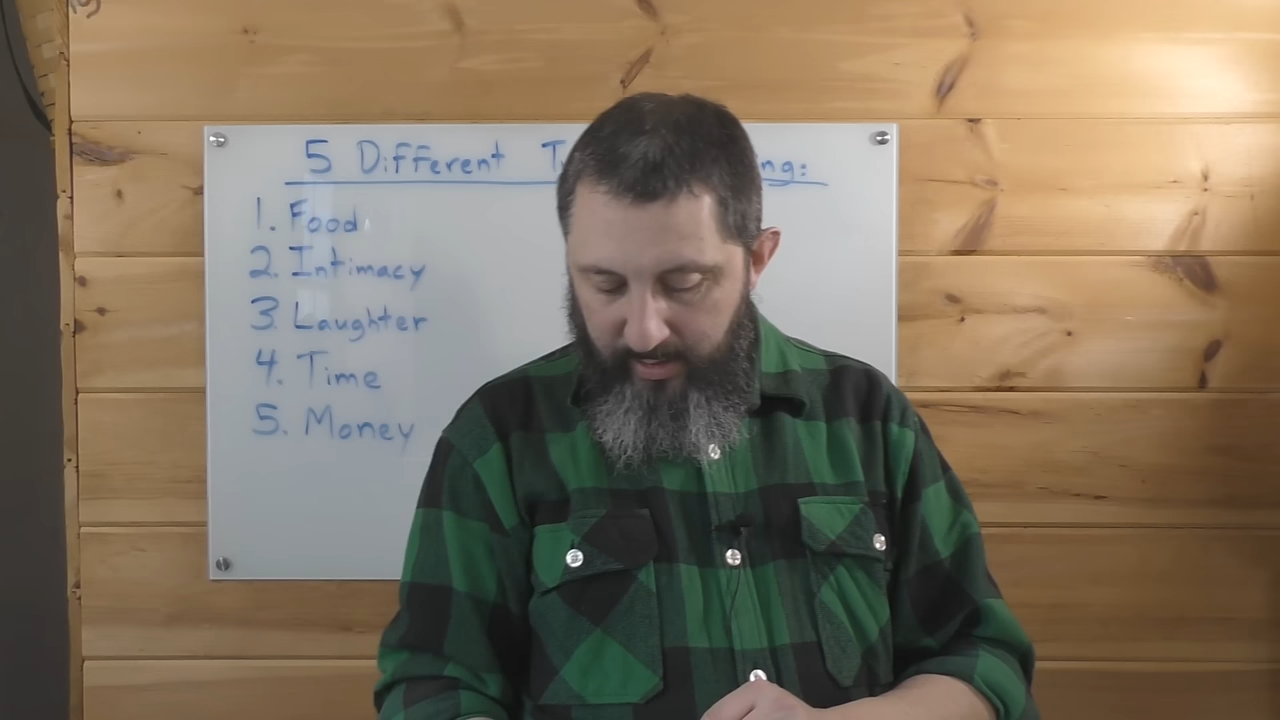 5 Different T ng:
1. Food
2. Intimacy
3. Laughter
4. Time
5. Money